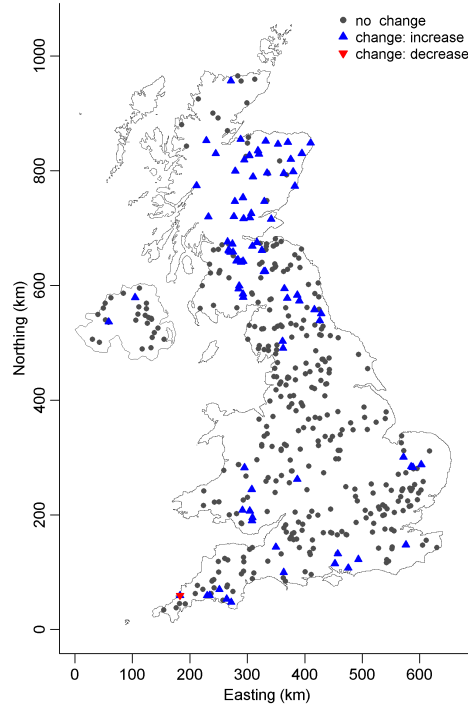 no change
change: increase
change: decrease
1000
800
600
400
200
0
Northing (km)
0 100 200 300 400 500 600
Easting (km)